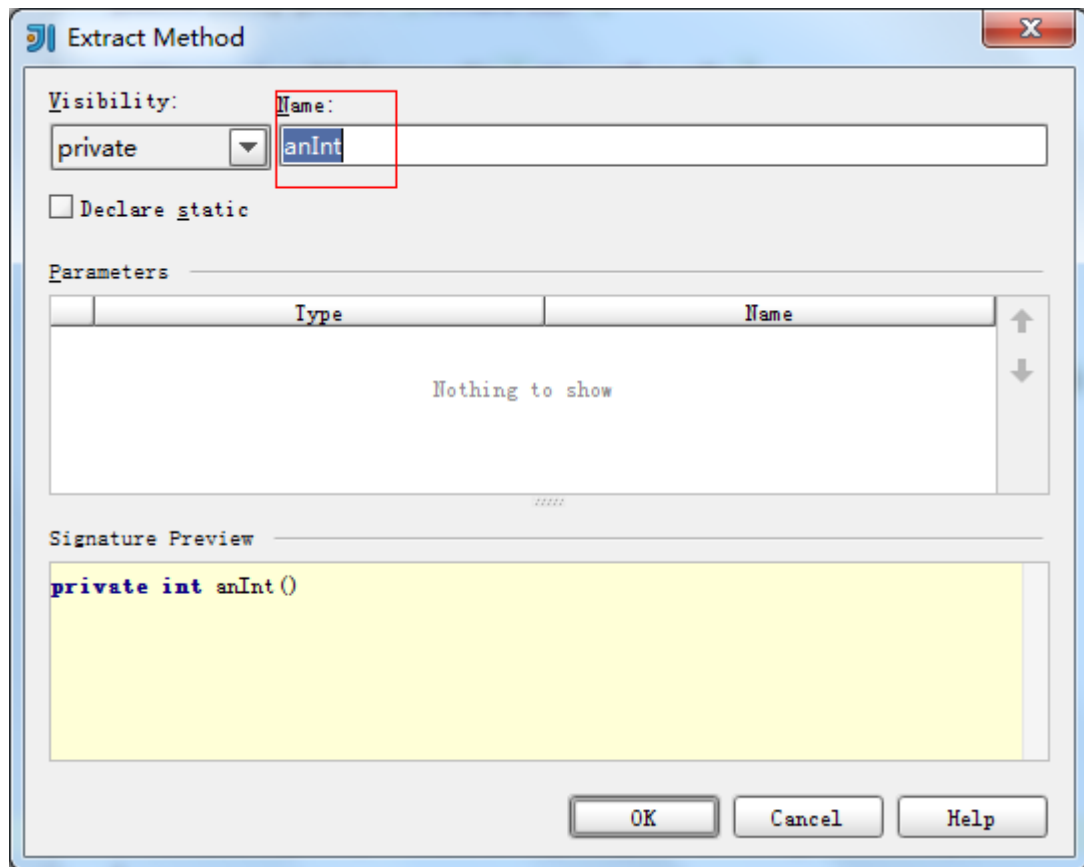 Extract Method
Visibility: Name:
private anInt
Declare static
Parameters
Type Name
Nothing to show
Signature Preview
private int anInt()
OK Cancel Help